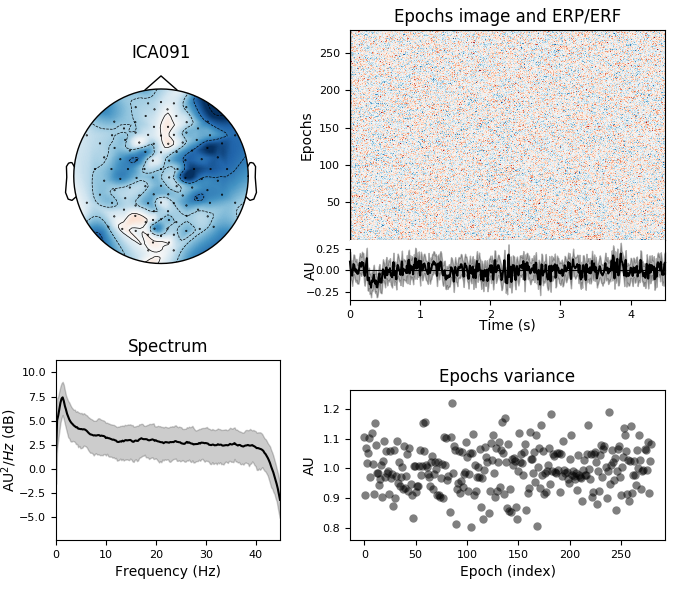 ICA091
Epochs image and ERP/ERF
Epochs
250
200
150
100
50
AU
0.25
0.00
−0.25
0 1 2 3 4
Time (s)
Spectrum
AU²/Hz (dB)
10.0
7.5
5.0
2.5
0.0
−2.5
−5.0
0 10 20 30 40
Frequency (Hz)
Epochs variance
AU
1.2
1.1
1.0
0.9
0.8
0 50 100 150 200 250
Epoch (index)